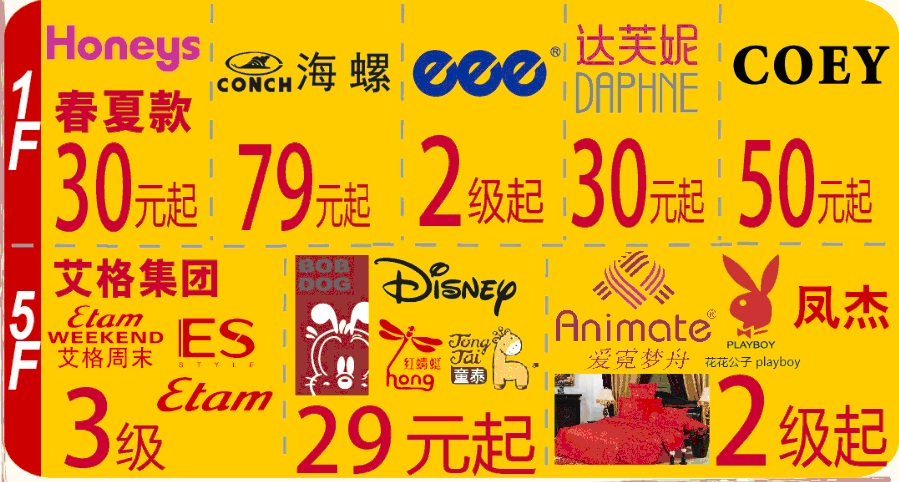 1F
Honeys
春夏款
30元起
CONCH 海螺
79元起
eee®
2级起
达芙妮
DAPHNE
30元起
COEY
50元起
5F
艾格集团
Etam
WEEKEND
艾格周末
ES
STYLE
Etam
3级
BOB
DOG
Disney
红蜻蜓
hong
Tong
Tai
童泰
29元起
Animate®
爱霓梦舟
PLAYBOY
花花公子 playboy
凤杰
2级起